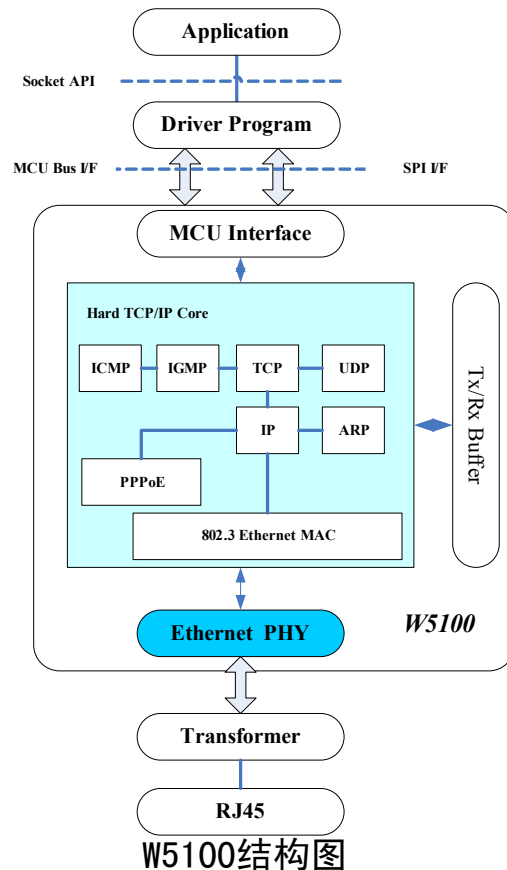 Application
Socket API
Driver Program
MCU Bus I/F
SPI I/F
MCU Interface
Hard TCP/IP Core
ICMP
IGMP
TCP
UDP
IP
ARP
PPPoE
802.3 Ethernet MAC
Tx/Rx Buffer
Ethernet PHY
W5100
Transformer
RJ45
W5100结构图